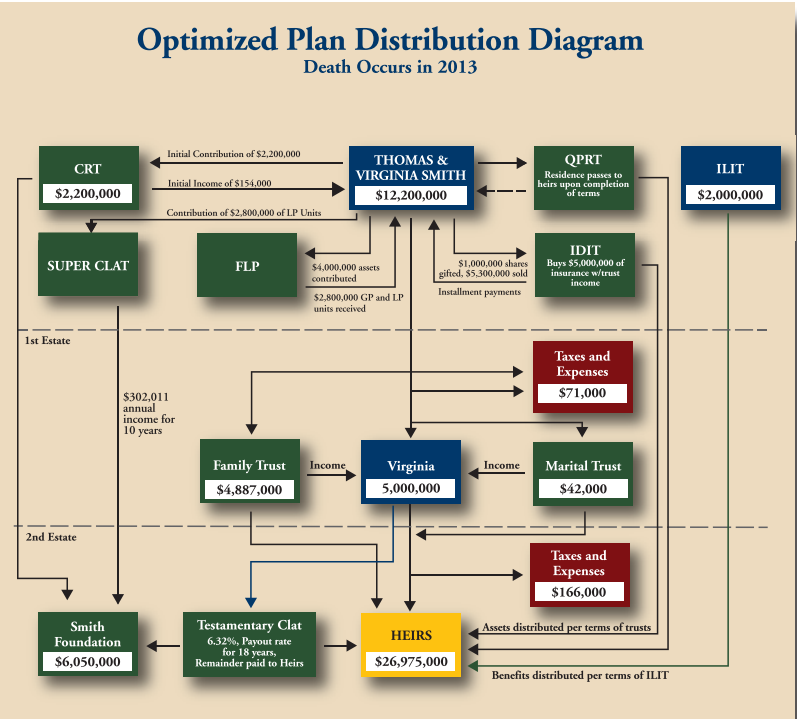 Optimized Plan Distribution Diagram
Death Occurs in 2013
CRT
$2,200,000
Initial Contribution of $2,200,000
Initial Income of $154,000
THOMAS &
VIRGINIA SMITH
$12,200,000
QPRT
Residence passes to
heirs upon completion
of terms
ILIT
$2,000,000
Contribution of $2,800,000 of LP Units
SUPER CLAT
FLP
$4,000,000 assets
contributed
$2,800,000 GP and LP
units received
$1,000,000 shares
gifted, $5,300,000 sold
Installment payments
IDIT
Buys $5,000,000 of
insurance w/trust
income
1st Estate
$302,011
annual
income for
10 years
Taxes and
Expenses
$71,000
Family Trust
$4,887,000
Income
Virginia
5,000,000
Income
Marital Trust
$42,000
2nd Estate
Taxes and
Expenses
$166,000
Smith
Foundation
$6,050,000
Testamentary Clat
6.32%, Payout rate
for 18 years,
Remainder paid to Heirs
HEIRS
$26,975,000
Assets distributed per terms of trusts
Benefits distributed per terms of ILIT